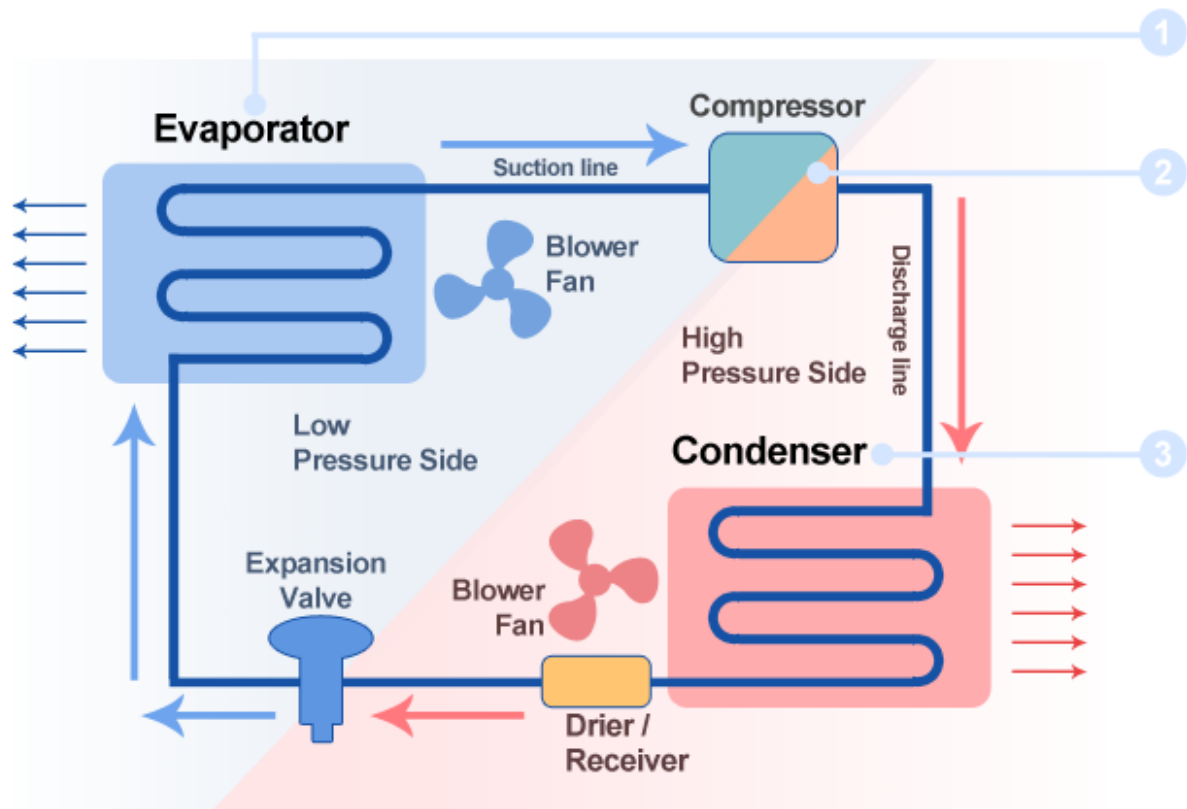 1
Evaporator
Compressor
Suction line
2
Blower
Fan
Discharge line
High
Pressure Side
Low
Pressure Side
Condenser
3
Expansion
Valve
Blower
Fan
Drier /
Receiver